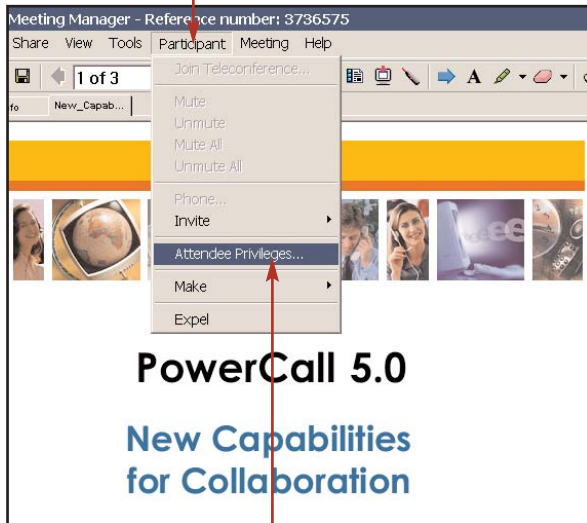 Meeting Manager - Reference number: 3736575
Share View Tools Participant Meeting Help
1 of 3
A
fo New_Capab...
Join Teleconference...
Mute
Unmute
Mute All
Unmute All
Phone...
Invite
Attendee Privileges...
Make
Expel
PowerCall 5.0
New Capabilities
for Collaboration